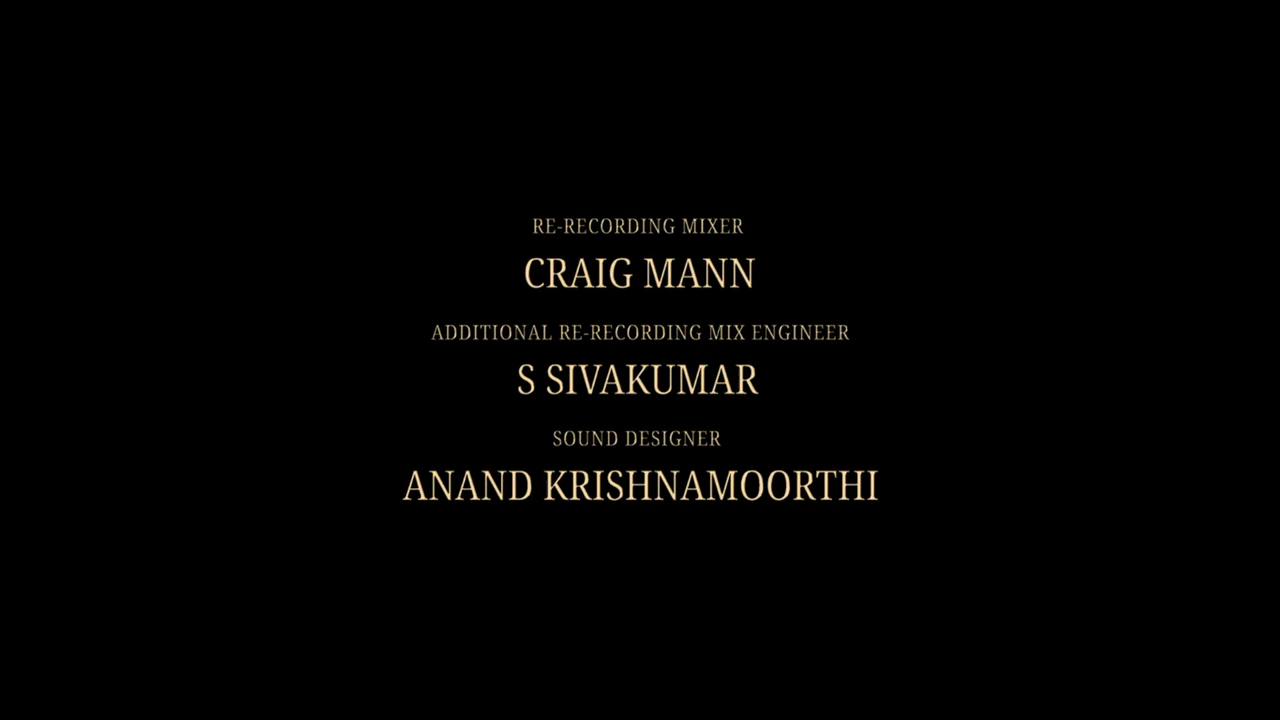 RE-RECORDING MIXER
CRAIG MANN
ADDITIONAL RE-RECORDING MIX ENGINEER
S SIVAKUMAR
SOUND DESIGNER
ANAND KRISHNAMOORTHI